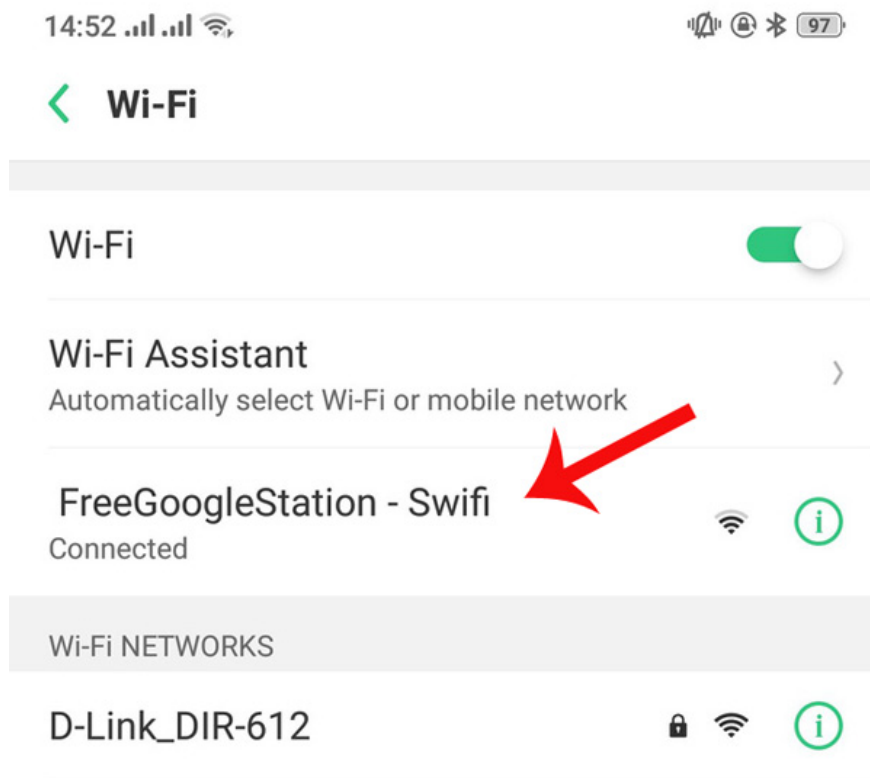 14:52 97
Wi-Fi
Wi-Fi
Wi-Fi Assistant
Automatically select Wi-Fi or mobile network
FreeGoogleStation - Swifi
Connected
Wi-Fi NETWORKS
D-Link_DIR-612